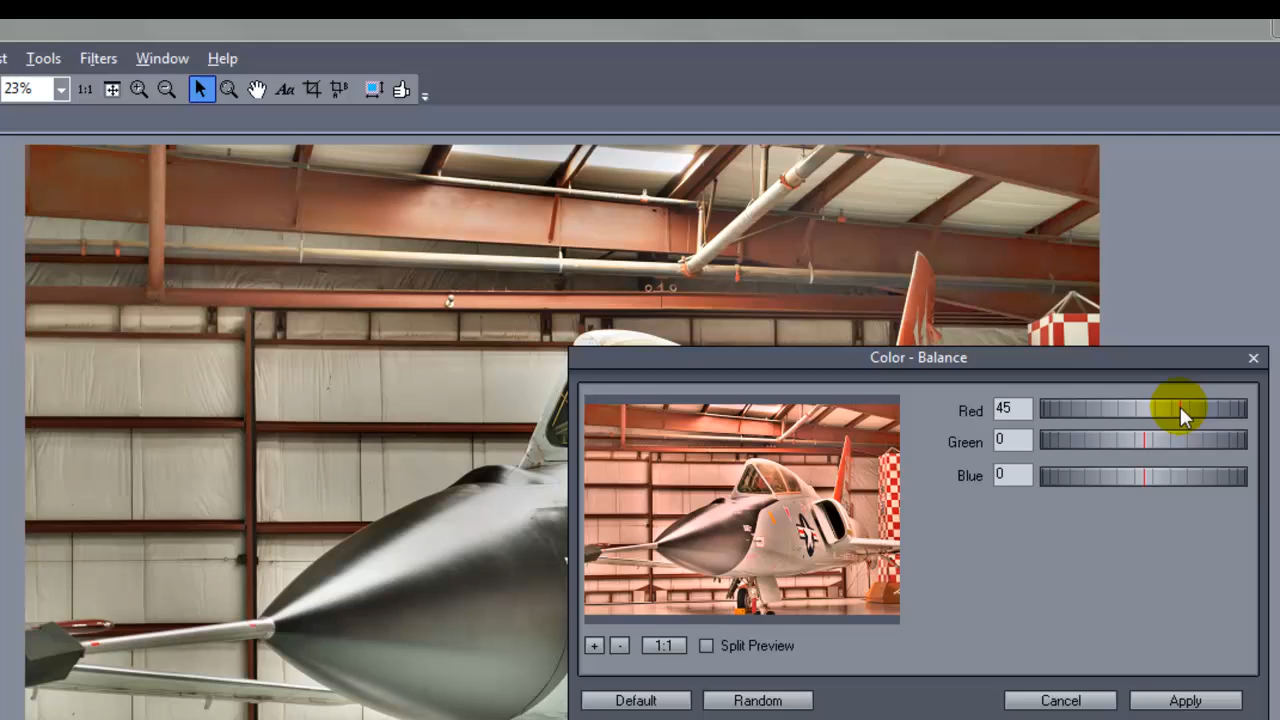 st Tools Filters Window Help
23% 1:1 Aa
Color - Balance
Red 45
Green 0
Blue 0
+ - 1:1 Split Preview
Default Random Cancel Apply